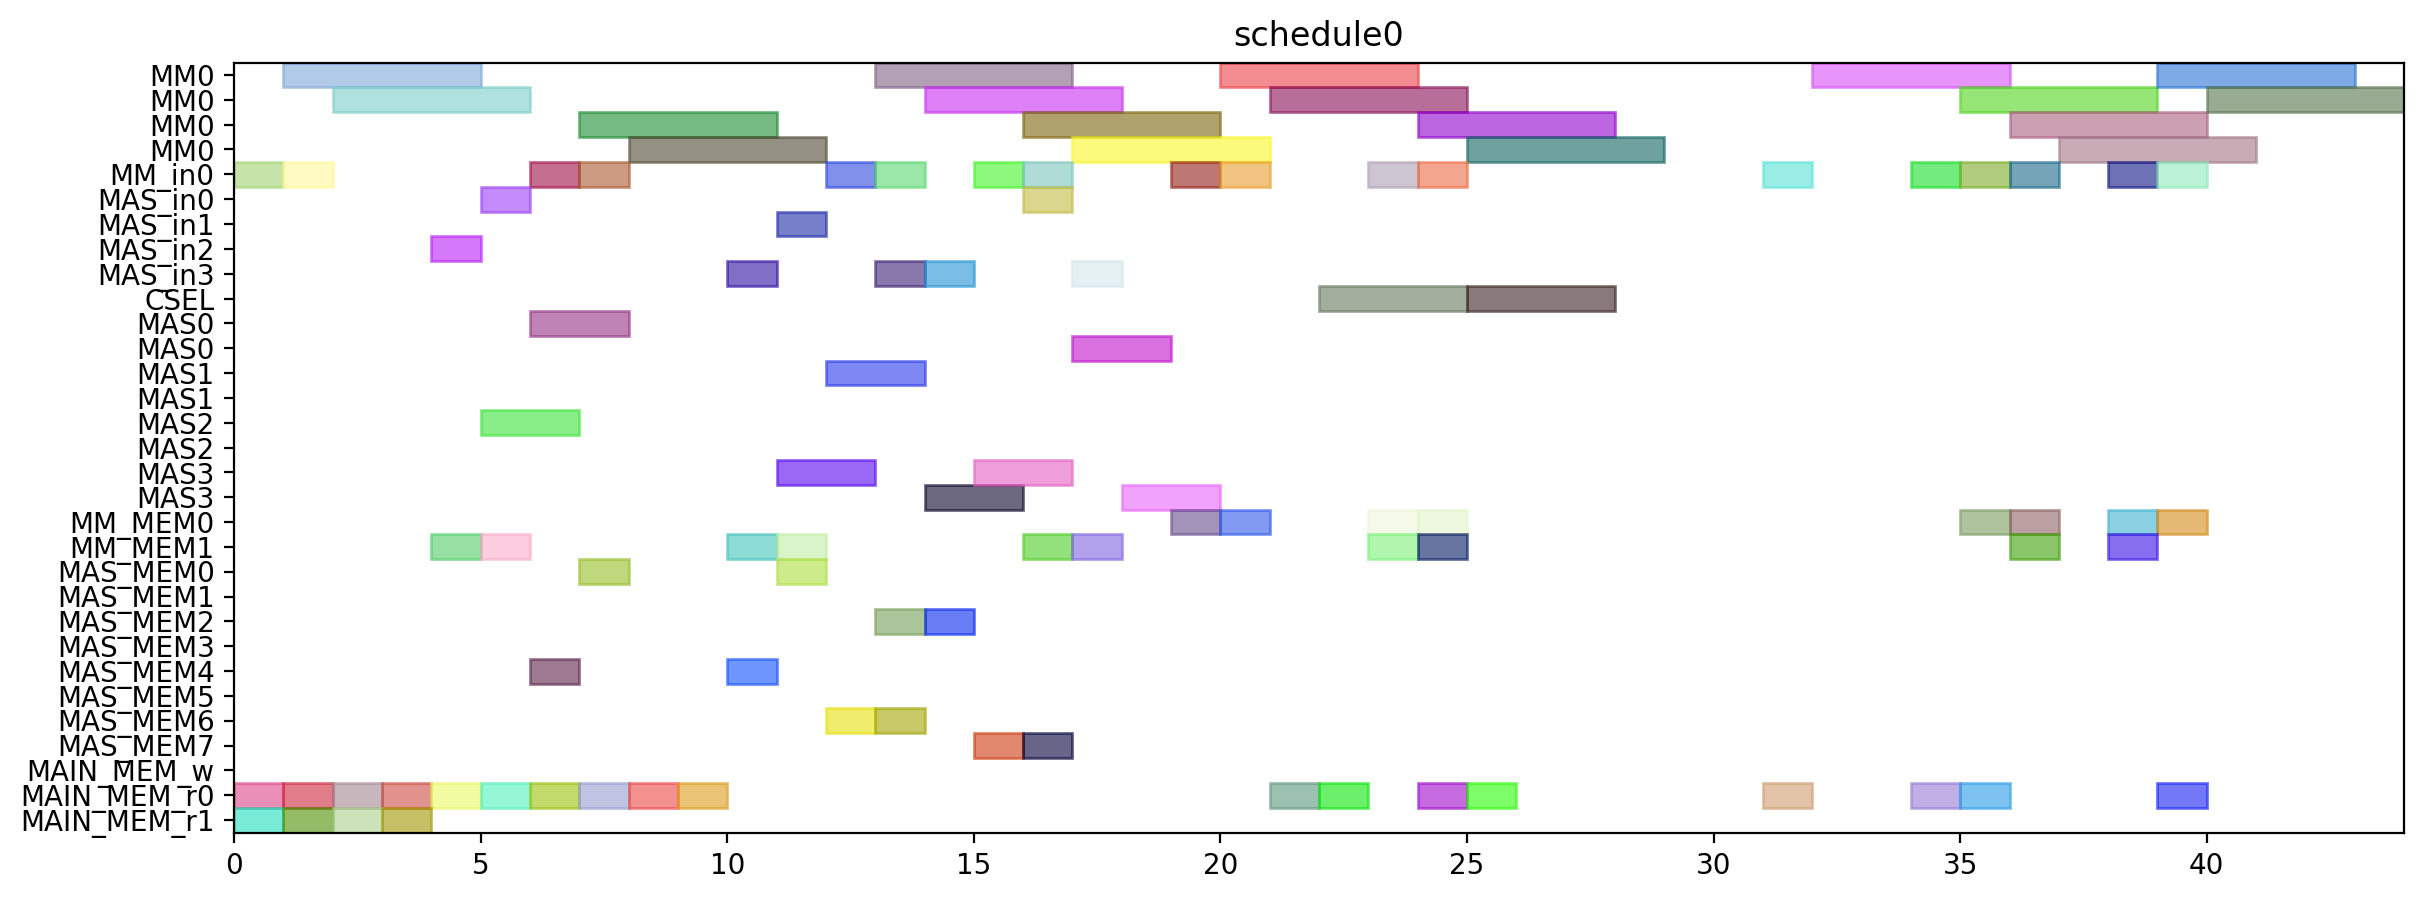 schedule0
MM0
MM0
MM0
MM0
MM_in0
MAS_in0
MAS_in1
MAS_in2
MAS_in3
CSEL
MAS0
MAS0
MAS1
MAS1
MAS2
MAS2
MAS3
MAS3
MM_MEM0
MM_MEM1
MAS_MEM0
MAS_MEM1
MAS_MEM2
MAS_MEM3
MAS_MEM4
MAS_MEM5
MAS_MEM6
MAS_MEM7
MAIN_MEM_w
MAIN_MEM_r0
MAIN_MEM_r1
0 5 10 15 20 25 30 35 40